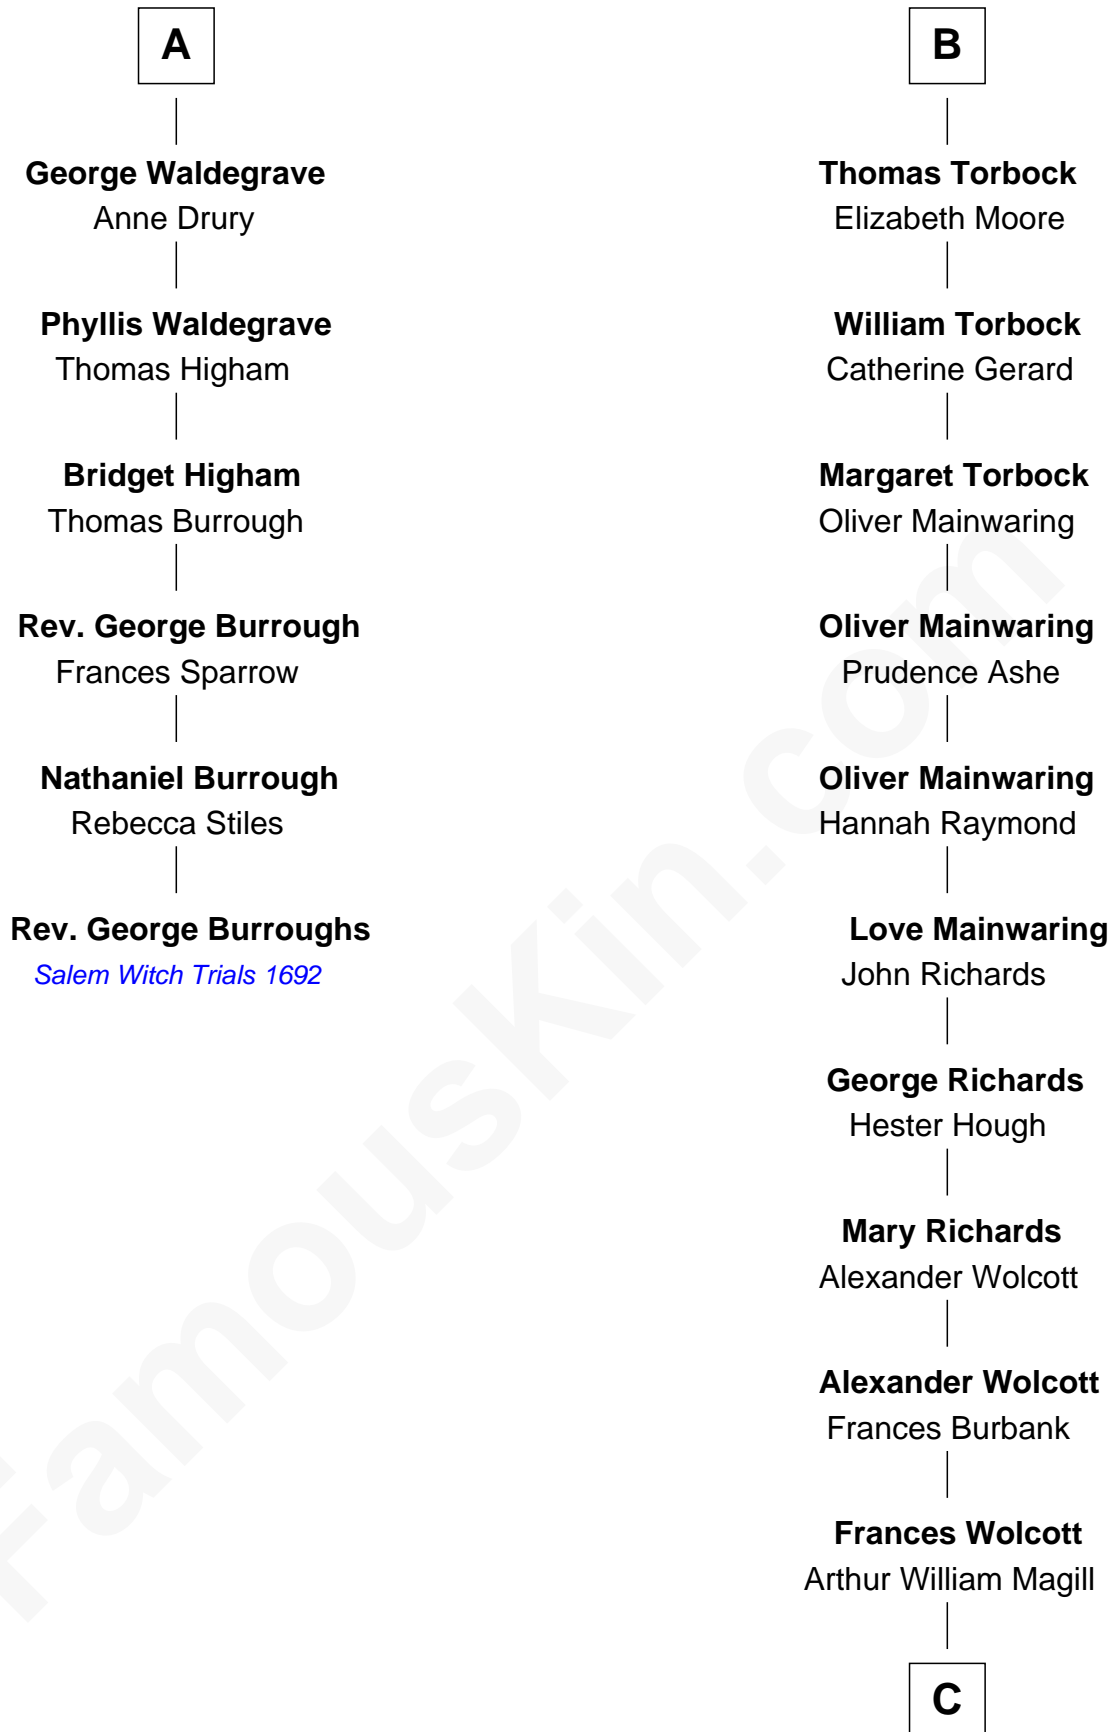 A
George Waldegrave
Anne Drury
Phyllis Waldegrave
Thomas Higham
Bridget Higham
Thomas Burrough
Rev. George Burrough
Frances Sparrow
Nathaniel Burrough
Rebecca Stiles
Rev. George Burroughs
Salem Witch Trials 1692
B
Thomas Torbock
Elizabeth Moore
William Torbock
Catherine Gerard
Margaret Torbock
Oliver Mainwaring
Oliver Mainwaring
Prudence Ashe
Oliver Mainwaring
Hannah Raymond
Love Mainwaring
John Richards
George Richards
Hester Hough
Mary Richards
Alexander Wolcott
Alexander Wolcott
Frances Burbank
Frances Wolcott
Arthur William Magill
C
FamousKin.com